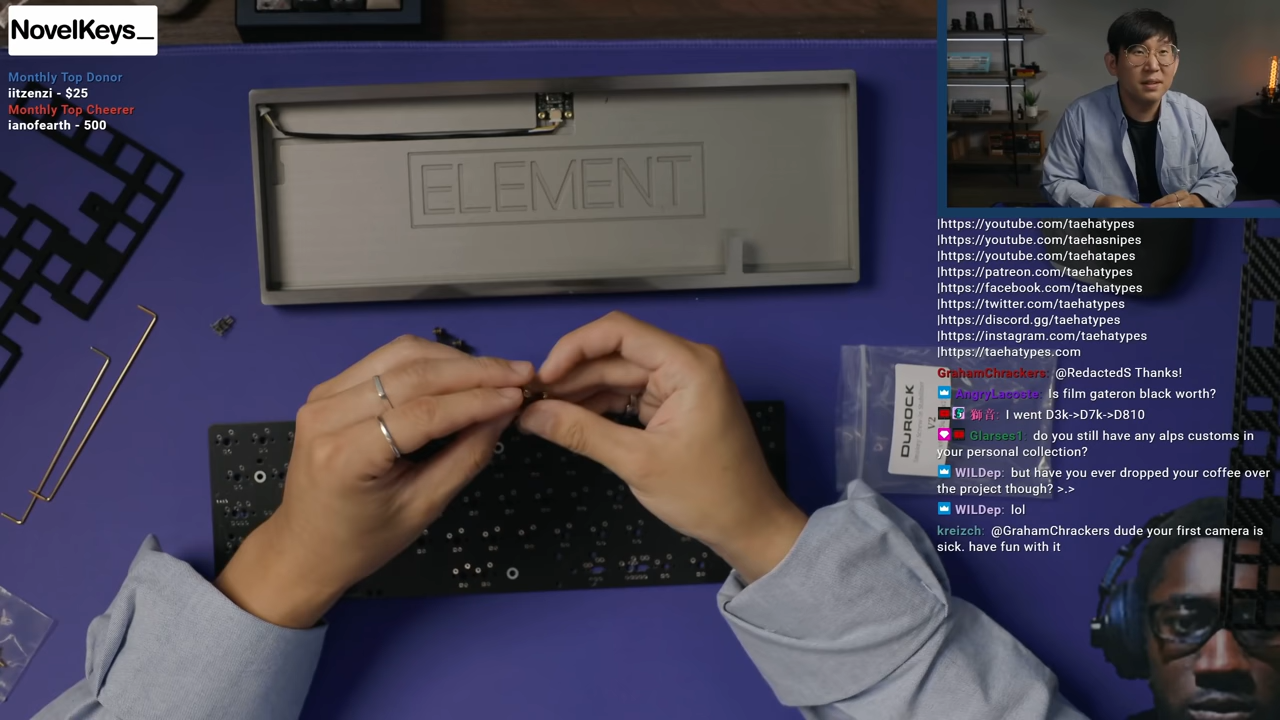 NovelKeys_
Monthly Top Donor
iitzenzi - $25
Monthly Top Cheerer
ianofearth - 500
ELEMENT
DUROCK
V2
|https://youtube.com/taehatypes
|https://youtube.com/taehasnipes
|https://youtube.com/taehatapes
|https://patreon.com/taehatypes
|https://facebook.com/taehatypes
|https://twitter.com/taehatypes
|https://discord.gg/taehatypes
|https://instagram.com/taehatypes
|https://taehatypes.com
GrahamChrackers: @RedactedS Thanks!
AngryLacoste: Is film gateron black worth?
獅音: I went D3k->D7k->D810
Glarses1: do you still have any alps customs in
your personal collection?
WILDep: but have you ever dropped your coffee over
the project though? >.>
WILDep: lol
kreizch: @GrahamChrackers dude your first camera is
sick. have fun with it